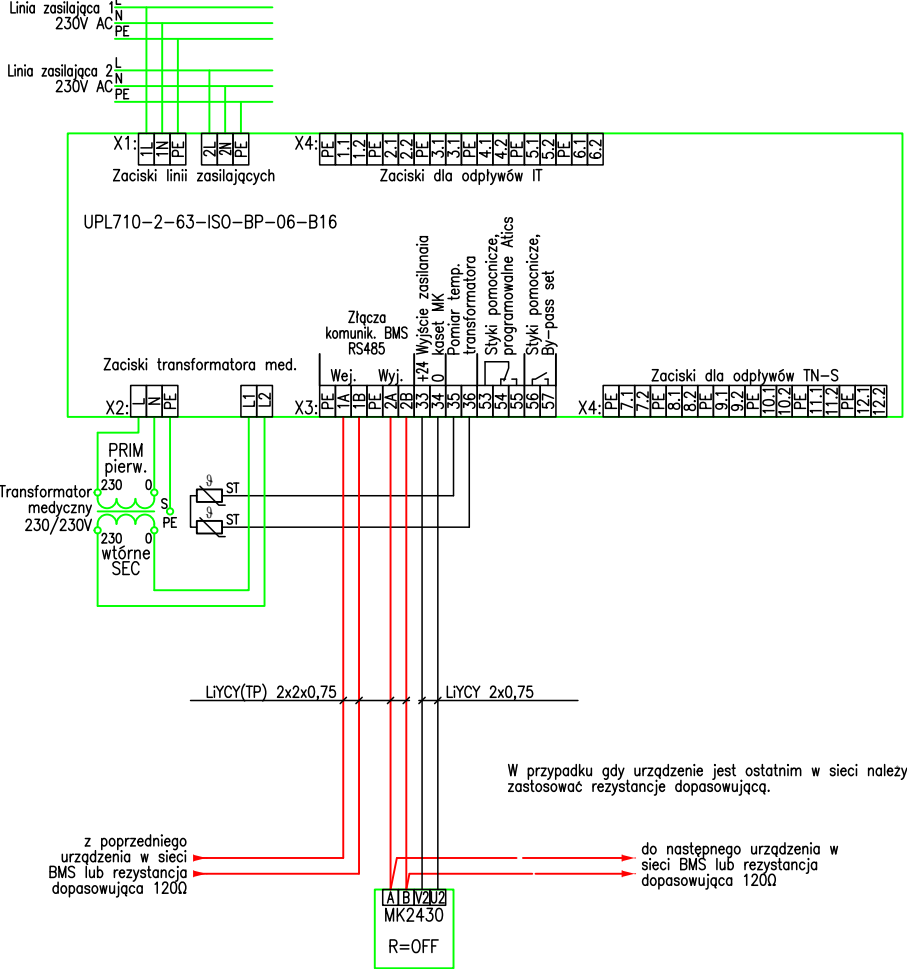 L
Linia zasilająca 1
N
230V AC
PE
L
Linia zasilająca 2
N
230V AC
PE
X1: 1L 1N PE 2L 2N PE
X4: PE 1.1 1.2 PE 2.1 2.2 PE 3.1 3.1 PE 4.1 4.2 PE 5.1 5.2 PE 6.1 6.2
Zaciski linii zasilających
Zaciski dla odpływów IT
UPL710-2-63-ISO-BP-06-B16
Złącza
komunik. BMS
RS485
Wej. Wyj.
+24 Wyjście zasilanaia
0 kaset MK
Pomiar temp.
transformatora
Styki pomocnicze,
programowalne Atics
Styki pomocnicze,
By-pass set
Zaciski transformatora med.
Zaciski dla odpływów TN-S
X2: L N PE L1 L2
X3: PE 1A 1B PE 2A 2B 33 34 35 36 53 54 55 56 57
X4: PE 7.1 7.2 PE 8.1 8.2 PE 9.1 9.2 PE 10.1 10.2 PE 11.1 11.2 PE 12.1 12.2
PRIM
pierw.
230 0
Transformator
medyczny
230/230V
S
PE
230 0
wtórne
SEC
ϑ ST
ϑ ST
LiYCY(TP) 2x2x0,75
LiYCY 2x0,75
W przypadku gdy urządzenie jest ostatnim w sieci należy
zastosować rezystancje dopasowującą.
z poprzedniego
urządzenia w sieci
BMS lub rezystancja
dopasowująca 120Ω
do następnego urządzenia w
sieci BMS lub rezystancja
dopasowująca 120Ω
A B V2 U2
MK2430
R=OFF